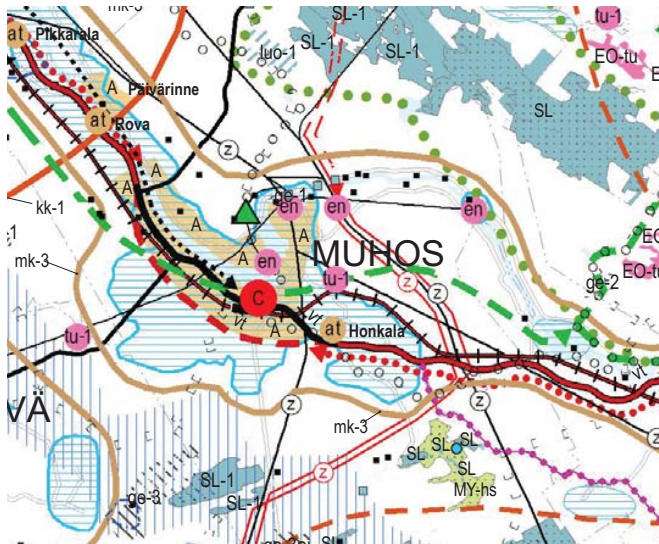 mk-3
tu-1
SL-1
SL-1
luo-1
SL-1
EO-tu
at Pikkarala
A Päivärinne
SL
at Rova
z
A
kk-1
A
ge-1
en
en
en
A
A
MUHOS
mk-3
en
tu-1
z
EO-tu
ge-2
C
z
vt
vt
A
at Honkala
tu-1
vt
VÄ
z
mk-3
z
z
SL
SL
SL
SL
MY-hs
SL-1
z
SL-1
ge-3
SL